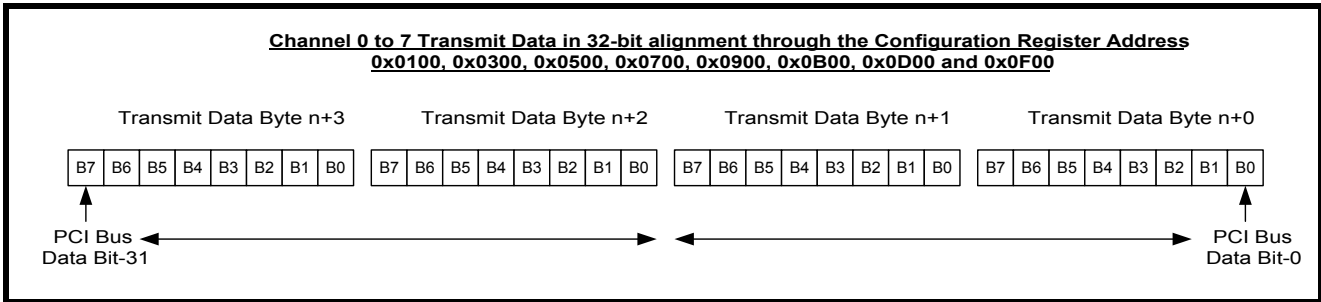 Channel 0 to 7 Transmit Data in 32-bit alignment through the Configuration Register Address
0x0100, 0x0300, 0x0500, 0x0700, 0x0900, 0x0B00, 0x0D00 and 0x0F00
Transmit Data Byte n+3 Transmit Data Byte n+2 Transmit Data Byte n+1 Transmit Data Byte n+0
B7 B6 B5 B4 B3 B2 B1 B0 B7 B6 B5 B4 B3 B2 B1 B0 B7 B6 B5 B4 B3 B2 B1 B0 B7 B6 B5 B4 B3 B2 B1 B0
PCI Bus
Data Bit-31
PCI Bus
Data Bit-0